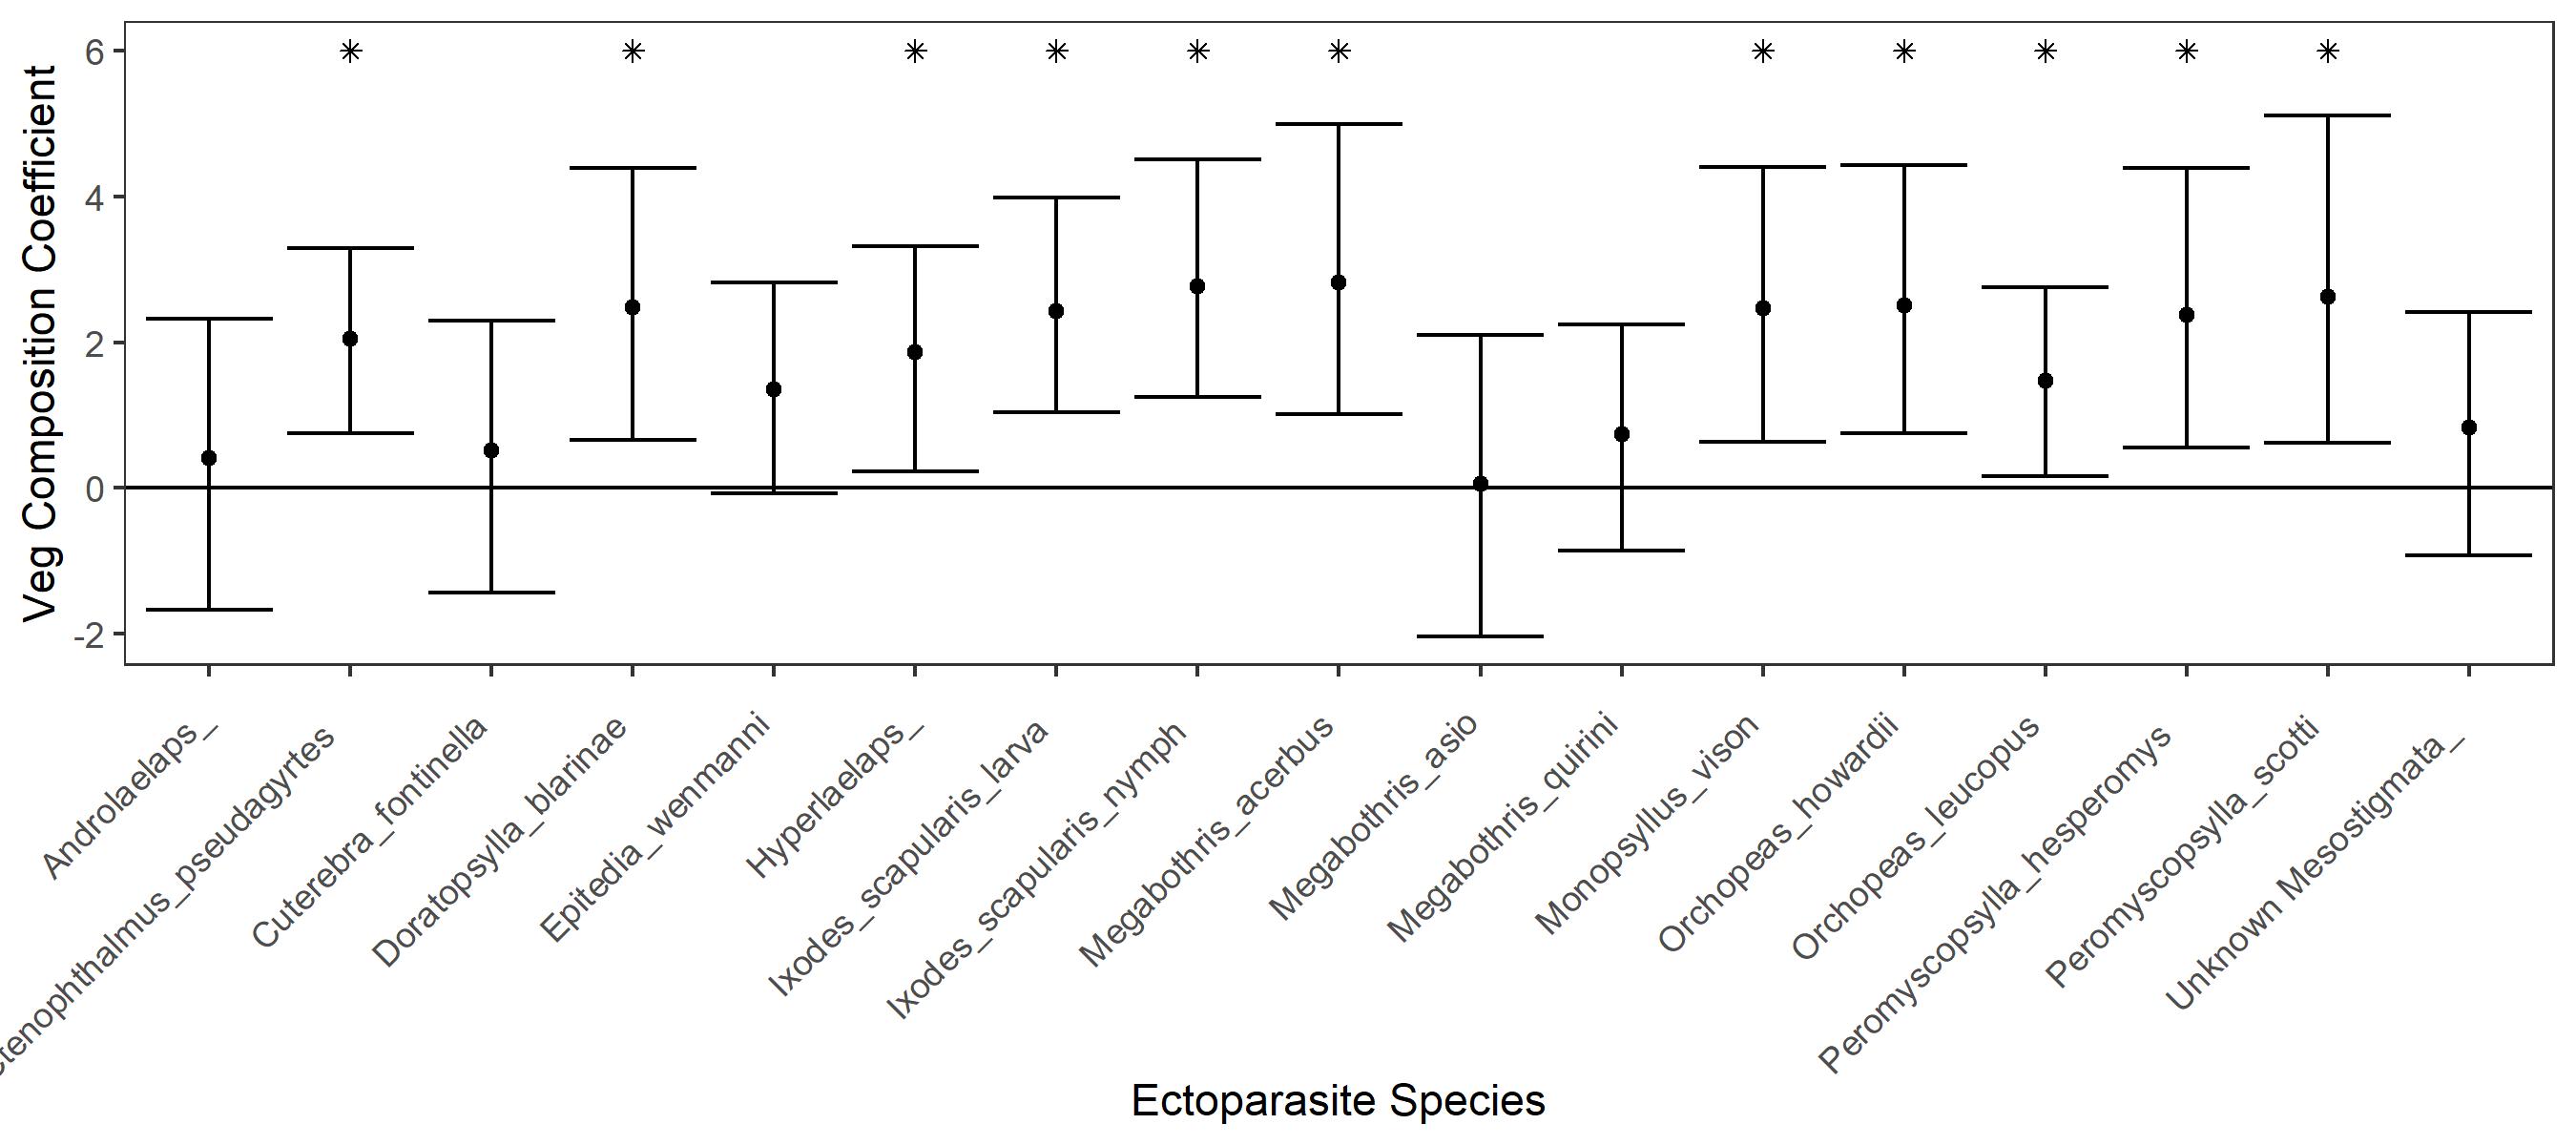 Veg Composition Coefficient
6
4
2
0
-2
* * * * * * * * * * *
Androlaelaps_
tenophthalmus_pseudagyrtes
Cuterebra_fontinella
Doratopsylla_blarinae
Epitedia_wenmanni
Hyperlaelaps_
Ixodes_scapularis_larva
Ixodes_scapularis_nymph
Megabothris_acerbus
Megabothris_asio
Megabothris_quirini
Monopsyllus_vison
Orchopeas_howardii
Orchopeas_leucopus
Peromyscopsylla_hesperomys
Peromyscopsylla_scotti
Unknown Mesostigmata_
Ectoparasite Species